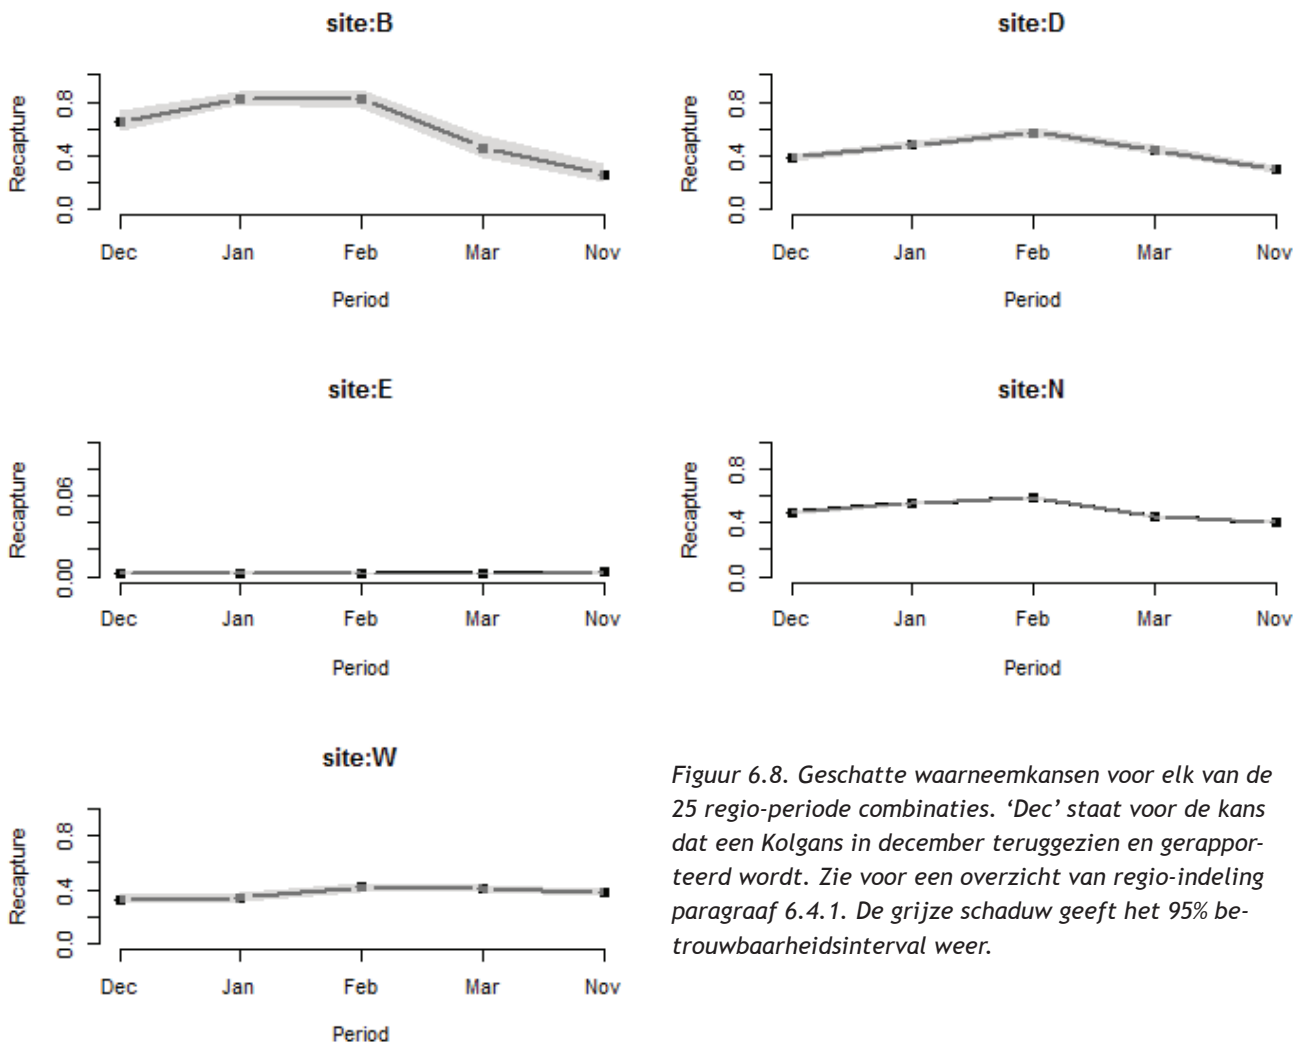 site:B
Recapture
0.0 0.4 0.8
Dec Jan Feb Mar Nov
Period
site:D
Recapture
0.0 0.4 0.8
Dec Jan Feb Mar Nov
Period
site:E
Recapture
0.00 0.06
Dec Jan Feb Mar Nov
Period
site:N
Recapture
0.0 0.4 0.8
Dec Jan Feb Mar Nov
Period
site:W
Recapture
0.0 0.4 0.8
Dec Jan Feb Mar Nov
Period
Figuur 6.8. Geschatte waarneemkansen voor elk van de
25 regio-periode combinaties. ‘Dec’ staat voor de kans
dat een Kolgans in december teruggezien en gerappor-
teerd wordt. Zie voor een overzicht van regio-indeling
paragraaf 6.4.1. De grijze schaduw geeft het 95% be-
trouwbaarheidsinterval weer.